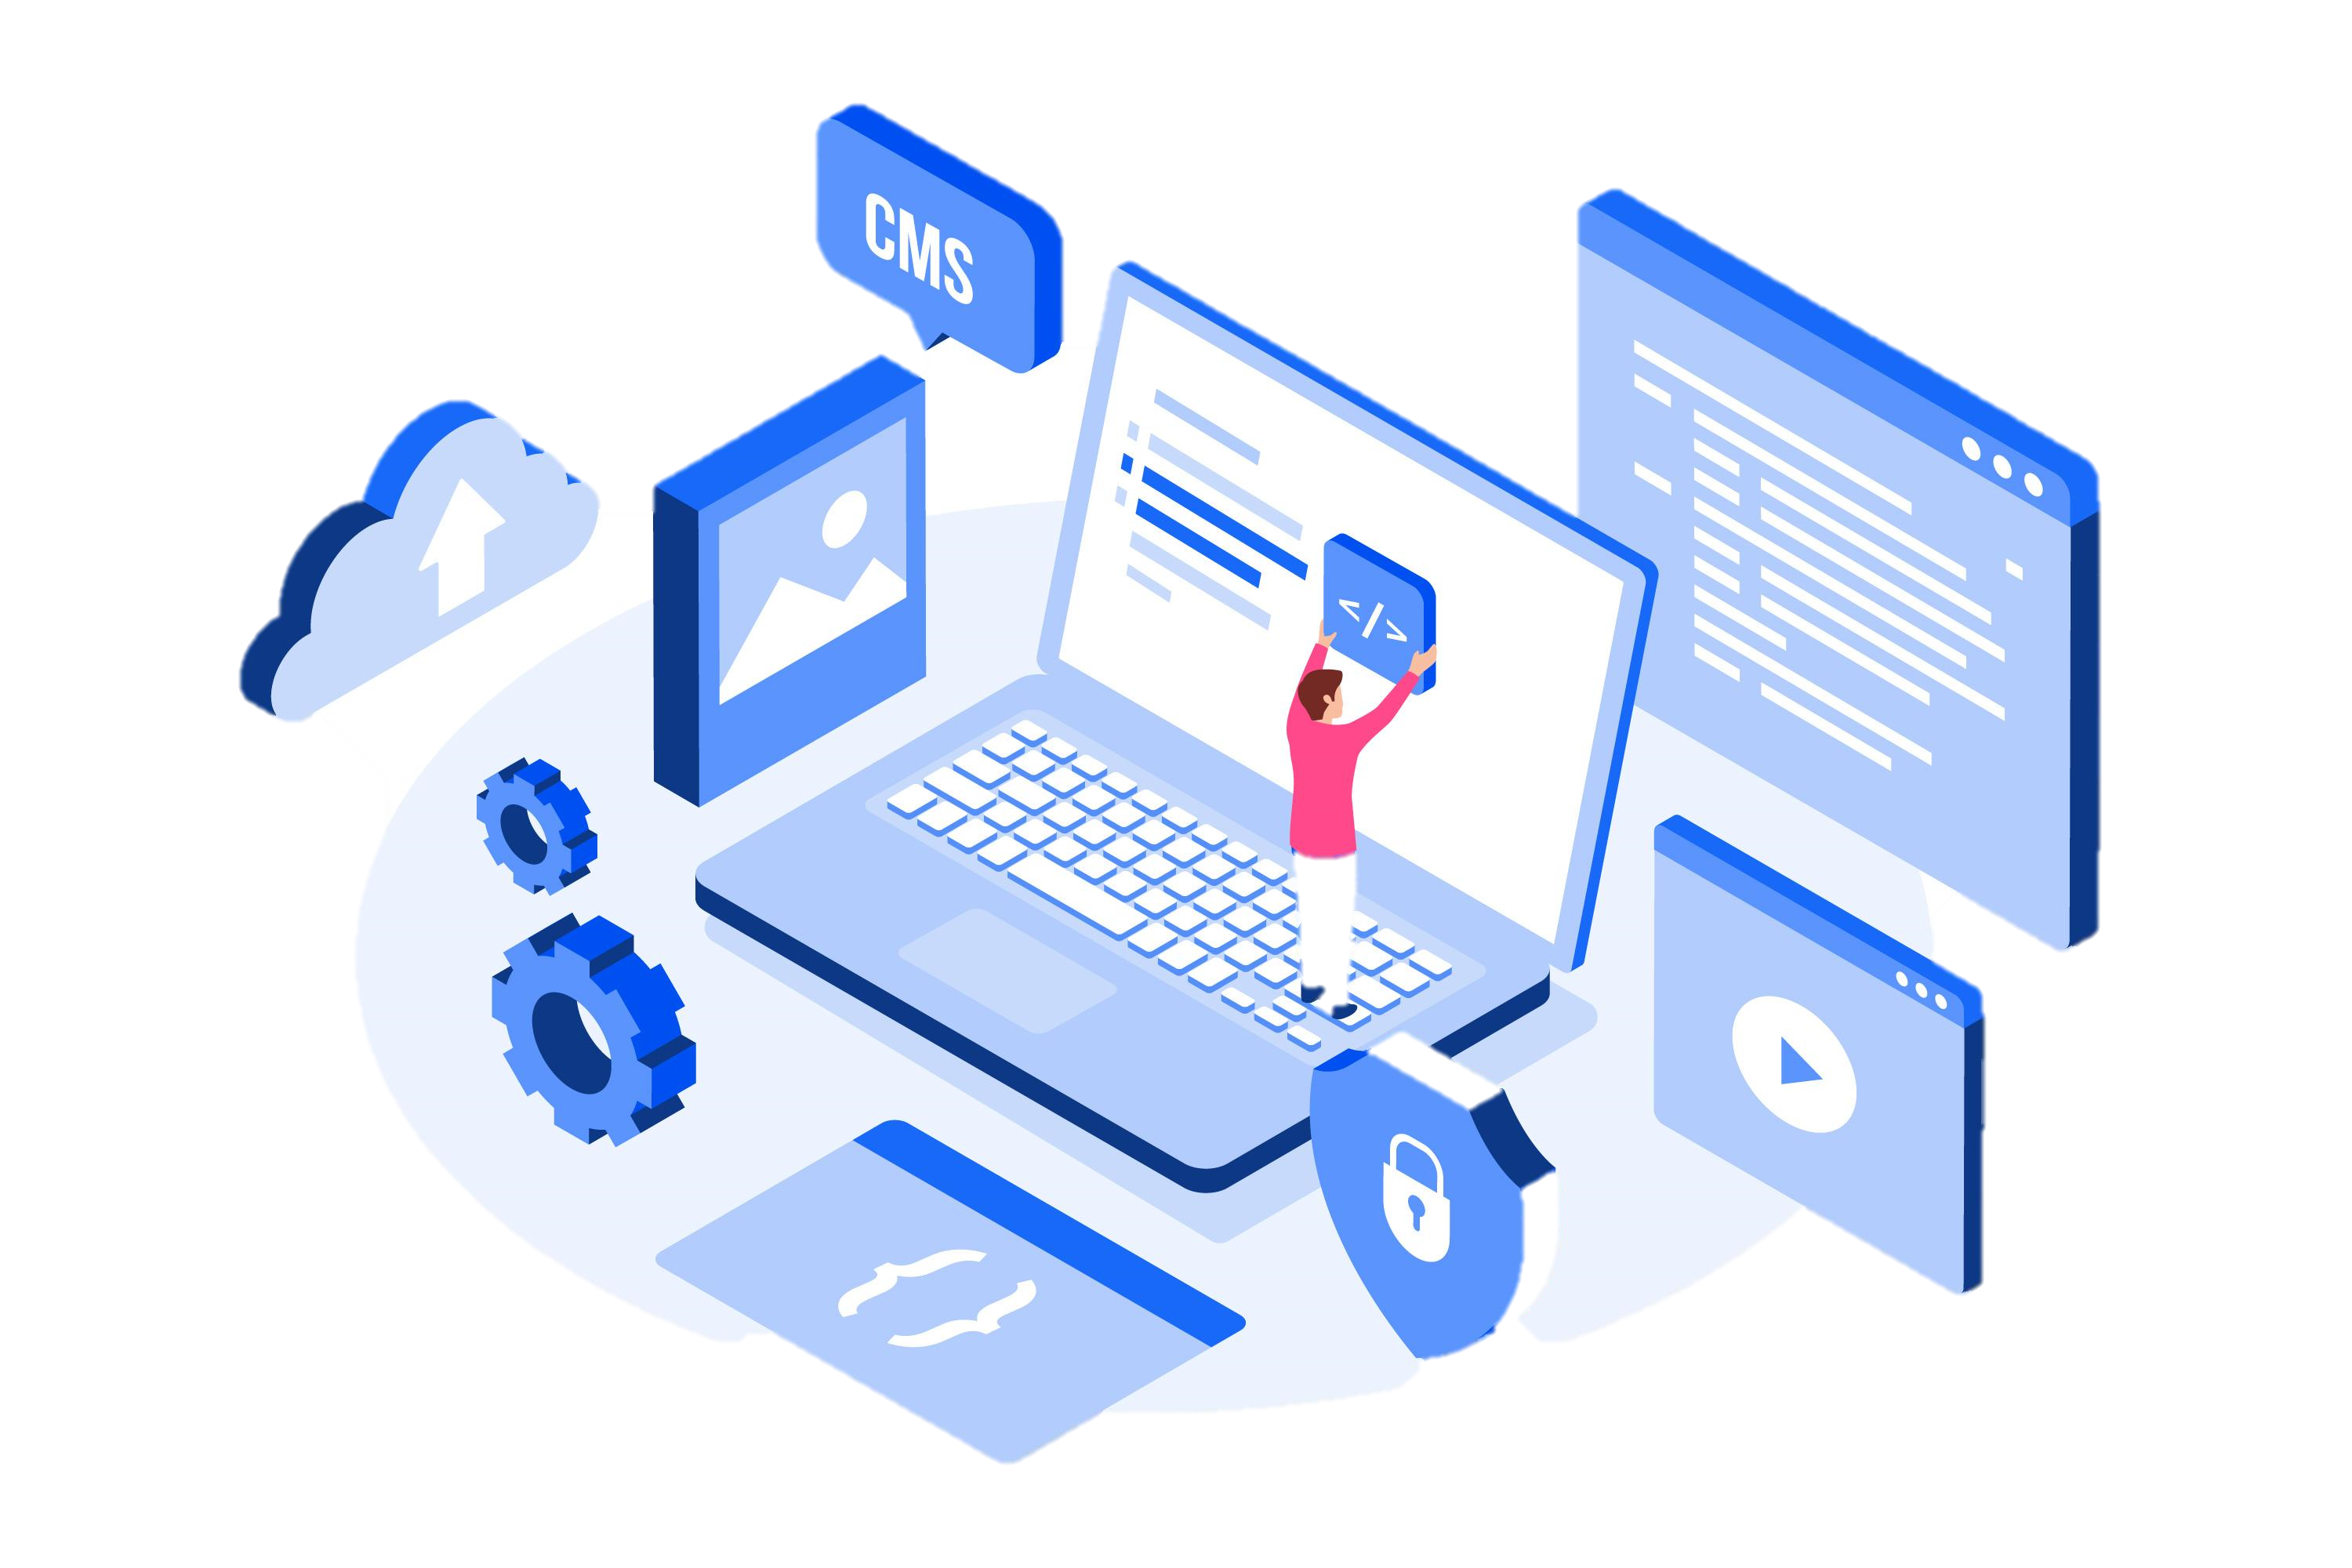 CMS
</>
{ }